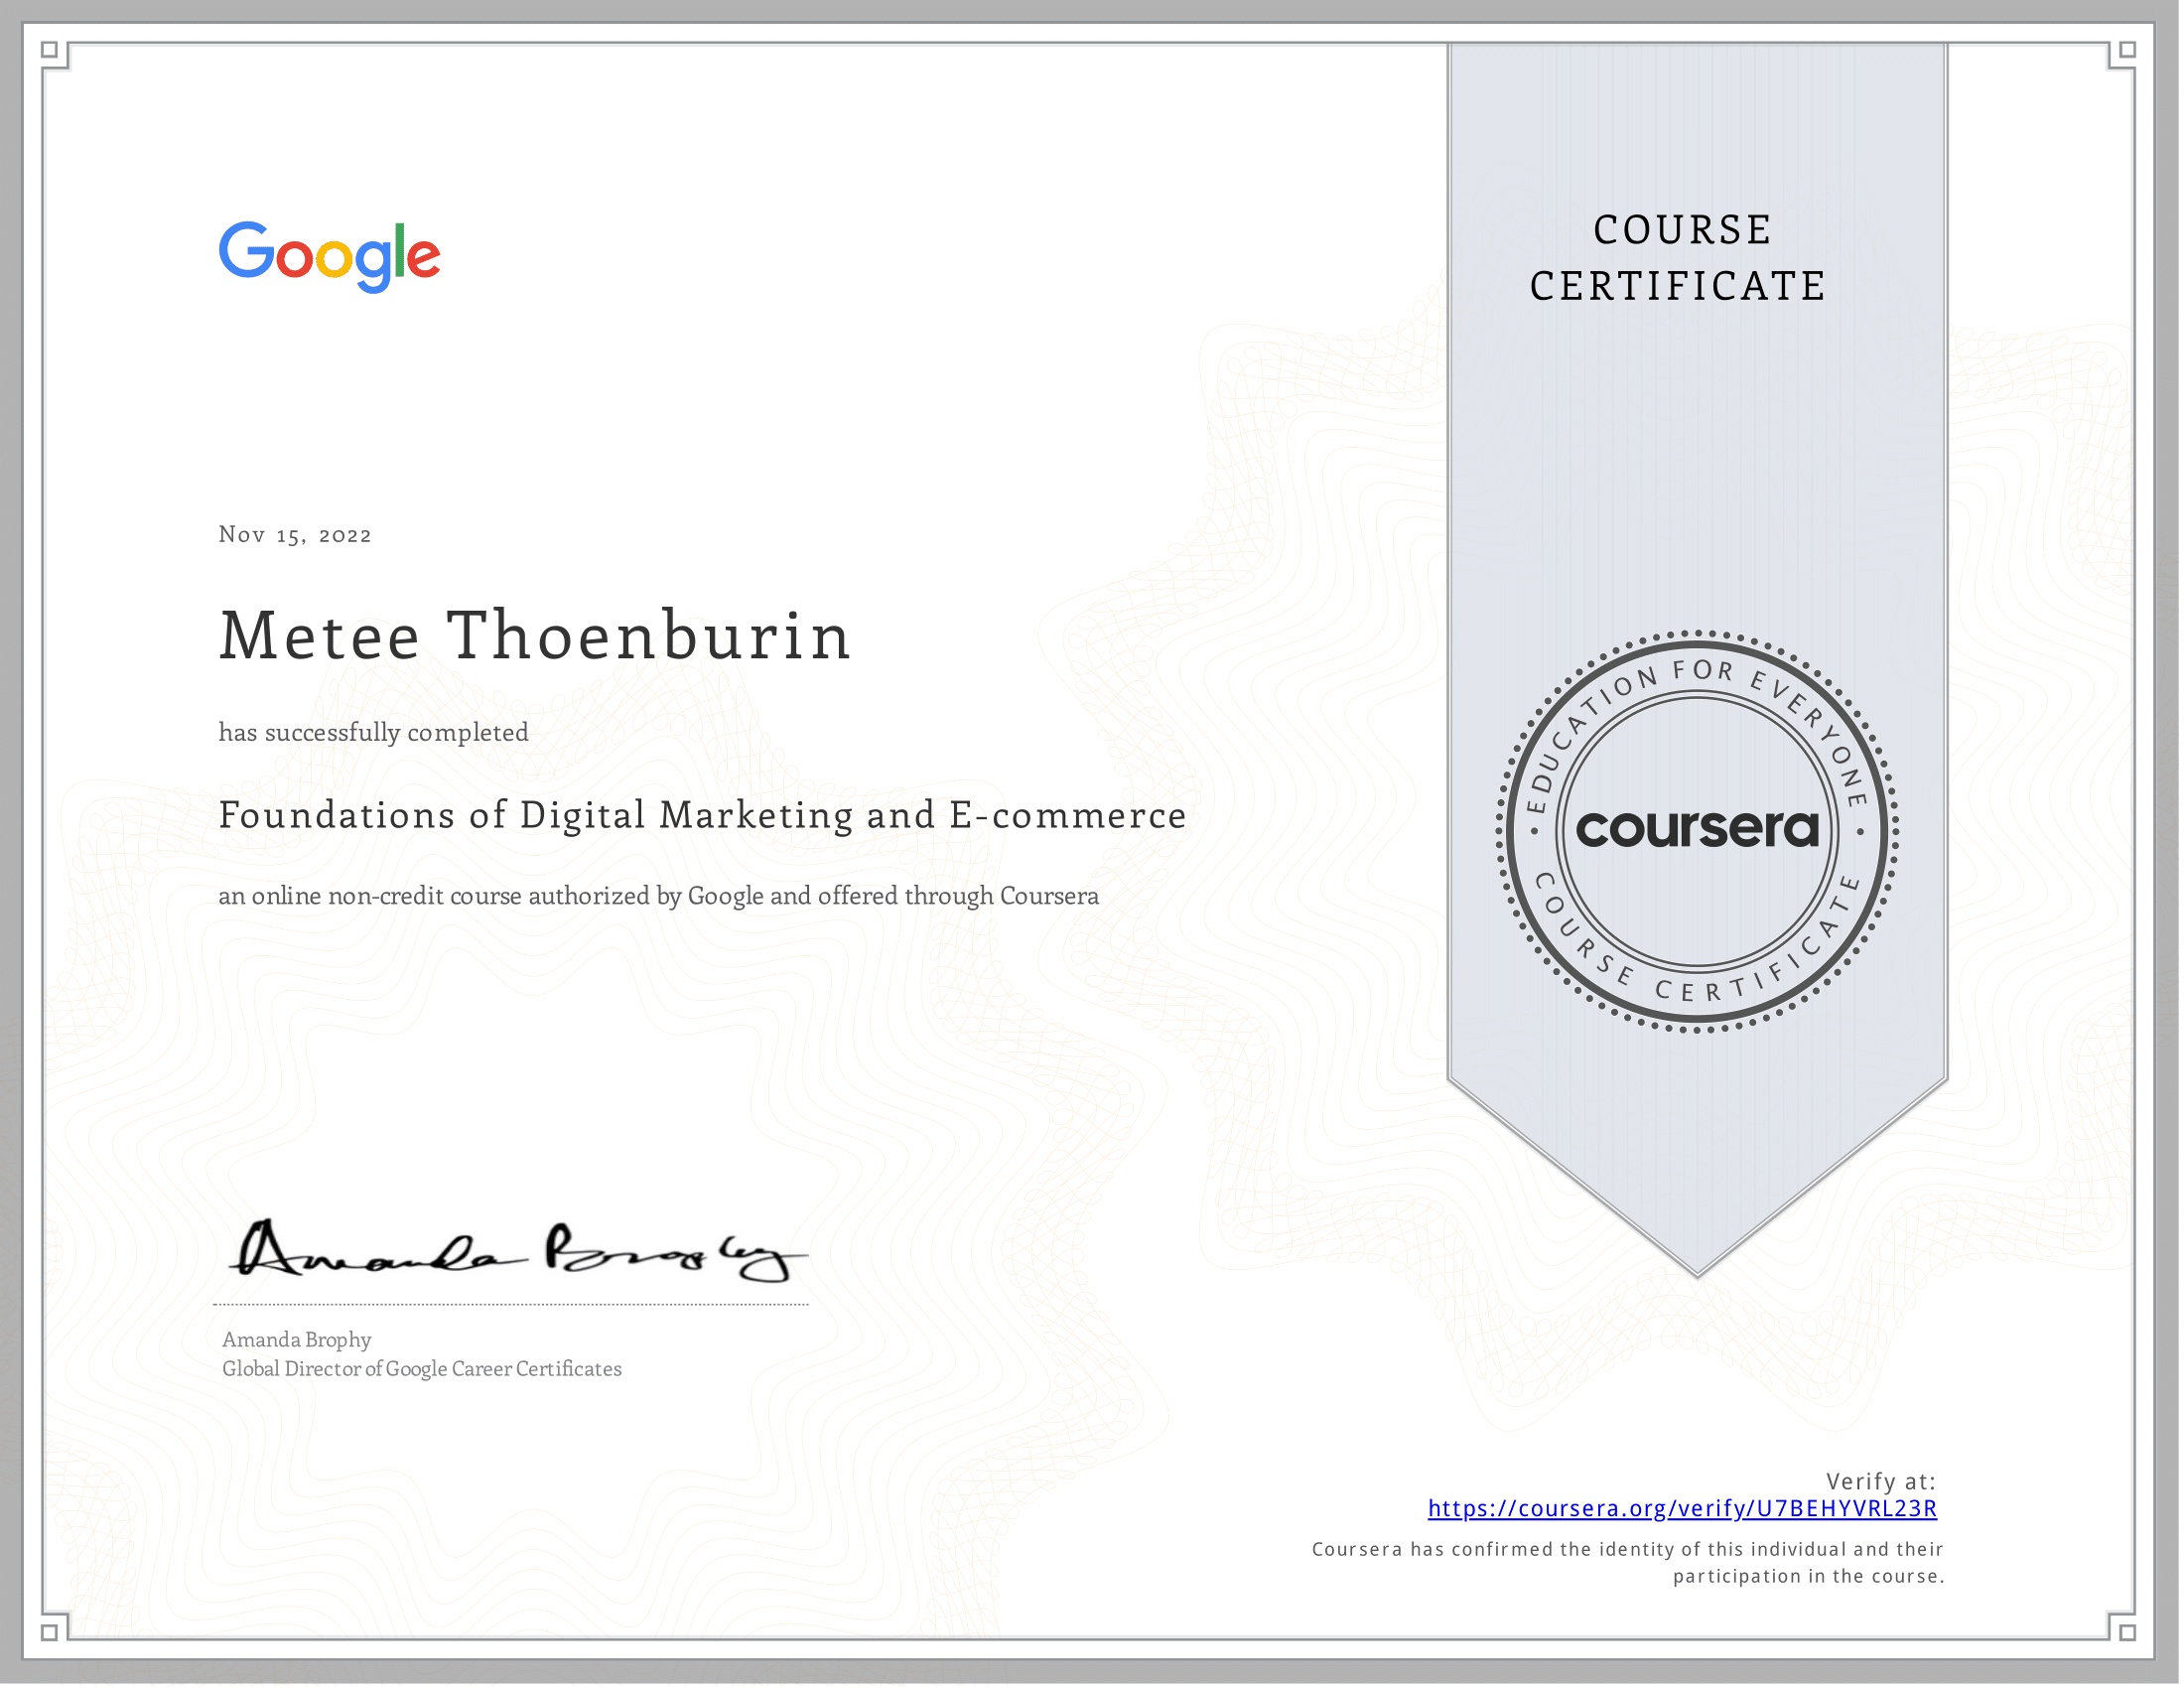 Google
COURSE
CERTIFICATE
Nov 15, 2022
Metee Thoenburin
has successfully completed
Foundations of Digital Marketing and E-commerce
an online non-credit course authorized by Google and offered through Coursera
EDUCATION FOR EVERYONE
coursera
COURSE CERTIFICATE
Amanda Brophy
Amanda Brophy
Global Director of Google Career Certificates
Verify at:
https://coursera.org/verify/U7BEHYVRL23R
Coursera has confirmed the identity of this individual and their
participation in the course.